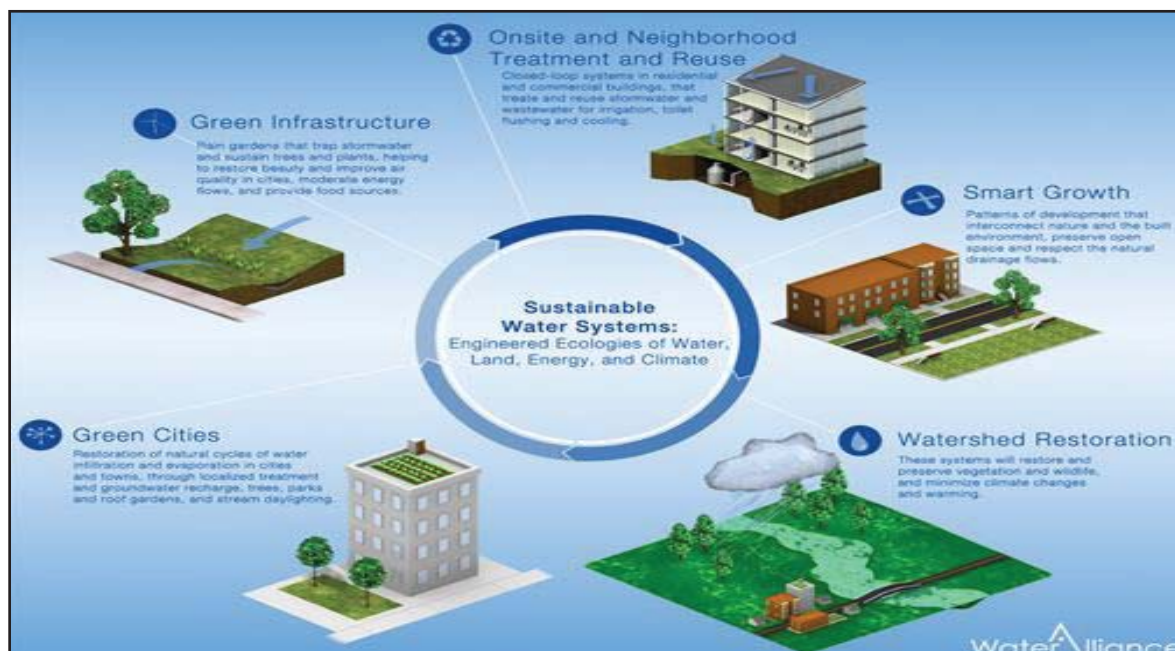 Onsite and Neighborhood
Treatment and Reuse
Closed-loop systems in residential
and commercial buildings, that
treate and reuse stormwater and
wastewater for irrigation, toilet
flushing and cooling.
Green Infrastructure
Rain gardens that trap stormwater
and sustain trees and plants, helping
to restore beauty and improve air
quality in cities, moderate energy
flows, and provide food sources.
Smart Growth
Patterns of development that
interconnect nature and the built
environment, preserve open
space and respect the natural
drainage flows.
Sustainable
Water Systems:
Engineered Ecologies of Water,
Land, Energy, and Climate
Green Cities
Restoration of natural cycles of water
infiltration and evaporation in cities
and towns, through localized treatment
and groundwater recharge, trees, parks
and roof gardens, and stream daylighting.
Watershed Restoration
These systems will restore and
preserve vegetation and wildlife,
and minimize climate changes
and warming.
Water Alliance